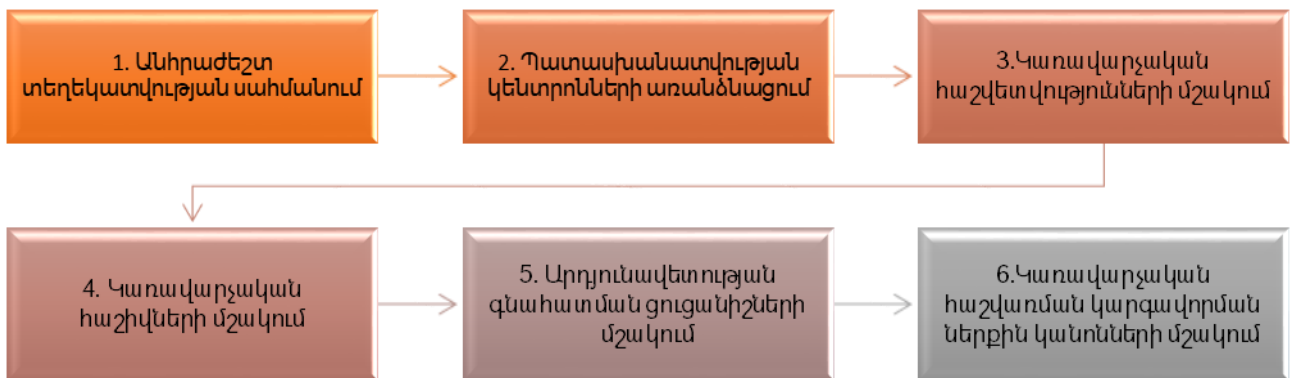 1. Անհրաժեշտ
տեղեկատվության սահմանում
2. Պատասխանատվության
կենտրոնների առանձնացում
3.Կառավարչական
հաշվետվությունների մշակում
4. Կառավարչական
հաշիվների մշակում
5. Արդյունավետության
գնահատման ցուցանիշների
մշակում
6.Կառավարչական
հաշվառման կարգավորման
ներքին կանոնների մշակում